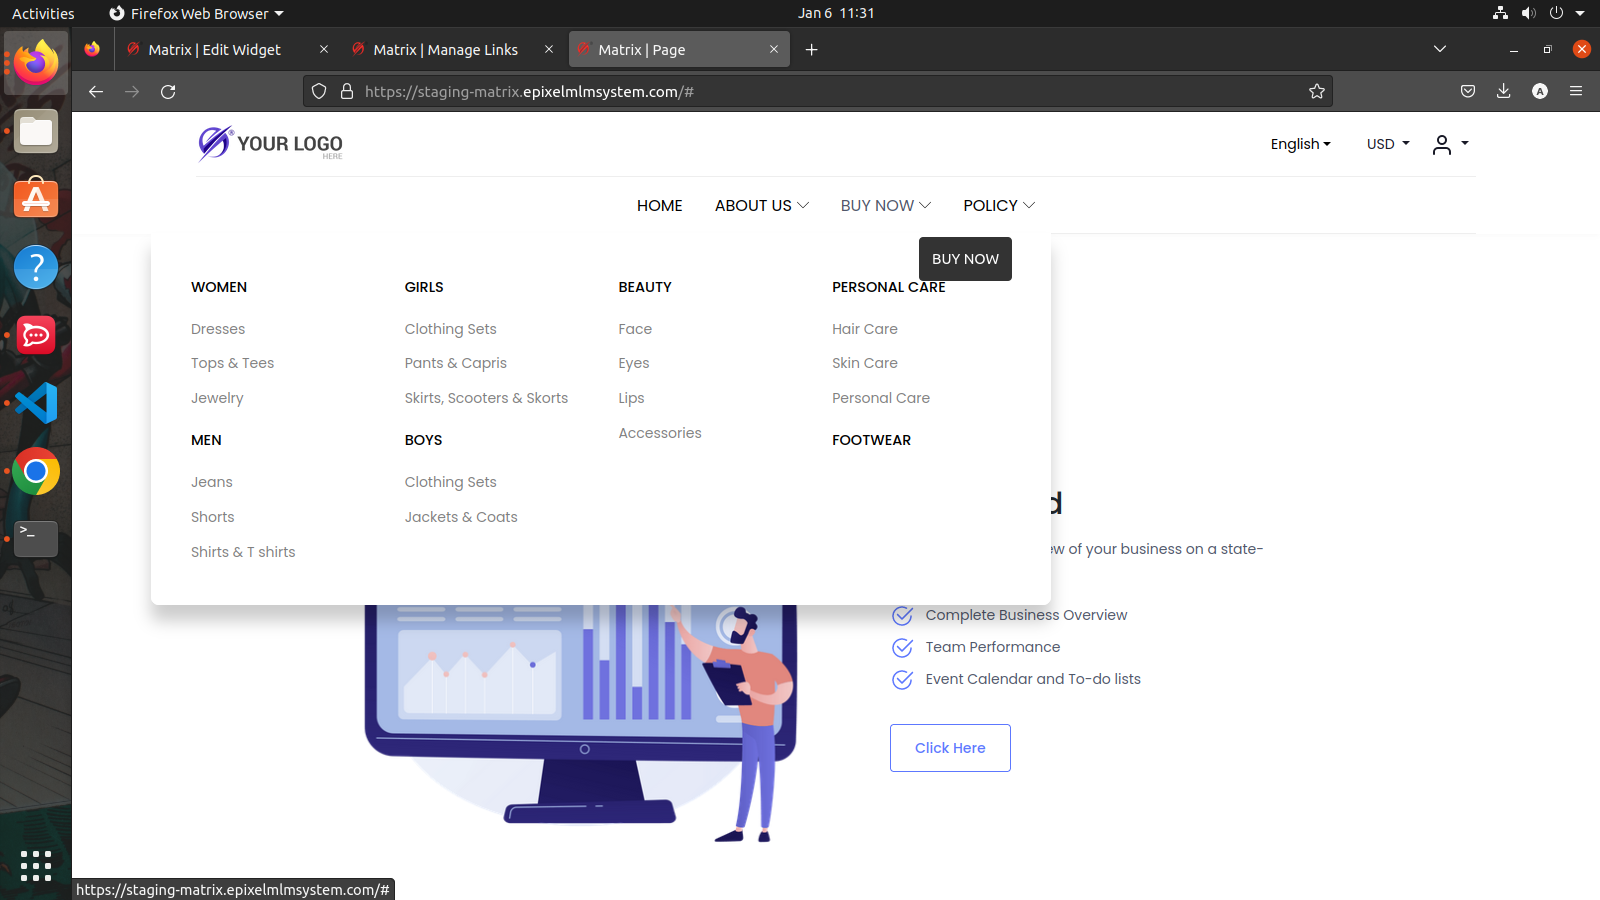 Activities
Firefox Web Browser
Jan 6 11:31
Matrix | Edit Widget
Matrix | Manage Links
Matrix | Page
https://staging-matrix.epixelmlmsystem.com/#
A
YOUR LOGO
HERE
English
USD
HOME
ABOUT US
BUY NOW
POLICY
BUY NOW
WOMEN
GIRLS
BEAUTY
PERSONAL CARE
Dresses
Clothing Sets
Face
Hair Care
Tops & Tees
Pants & Capris
Eyes
Skin Care
Jewelry
Skirts, Scooters & Skorts
Lips
Personal Care
Accessories
MEN
BOYS
FOOTWEAR
Jeans
Clothing Sets
Shorts
Jackets & Coats
Shirts & T shirts
d
ew of your business on a state-
Complete Business Overview
Team Performance
Event Calendar and To-do lists
Click Here
https://staging-matrix.epixelmlmsystem.com/#